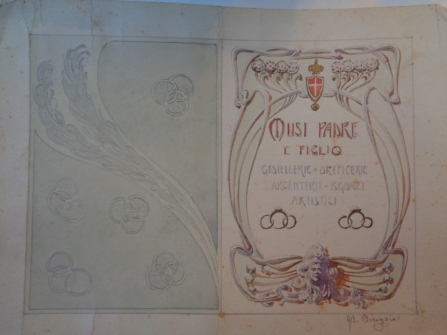 MUSI PADRE
E FIGLIO
GIOIELLERIE - OREFICERIE
ARGENTERIE - BRONZI
ARTISTICI